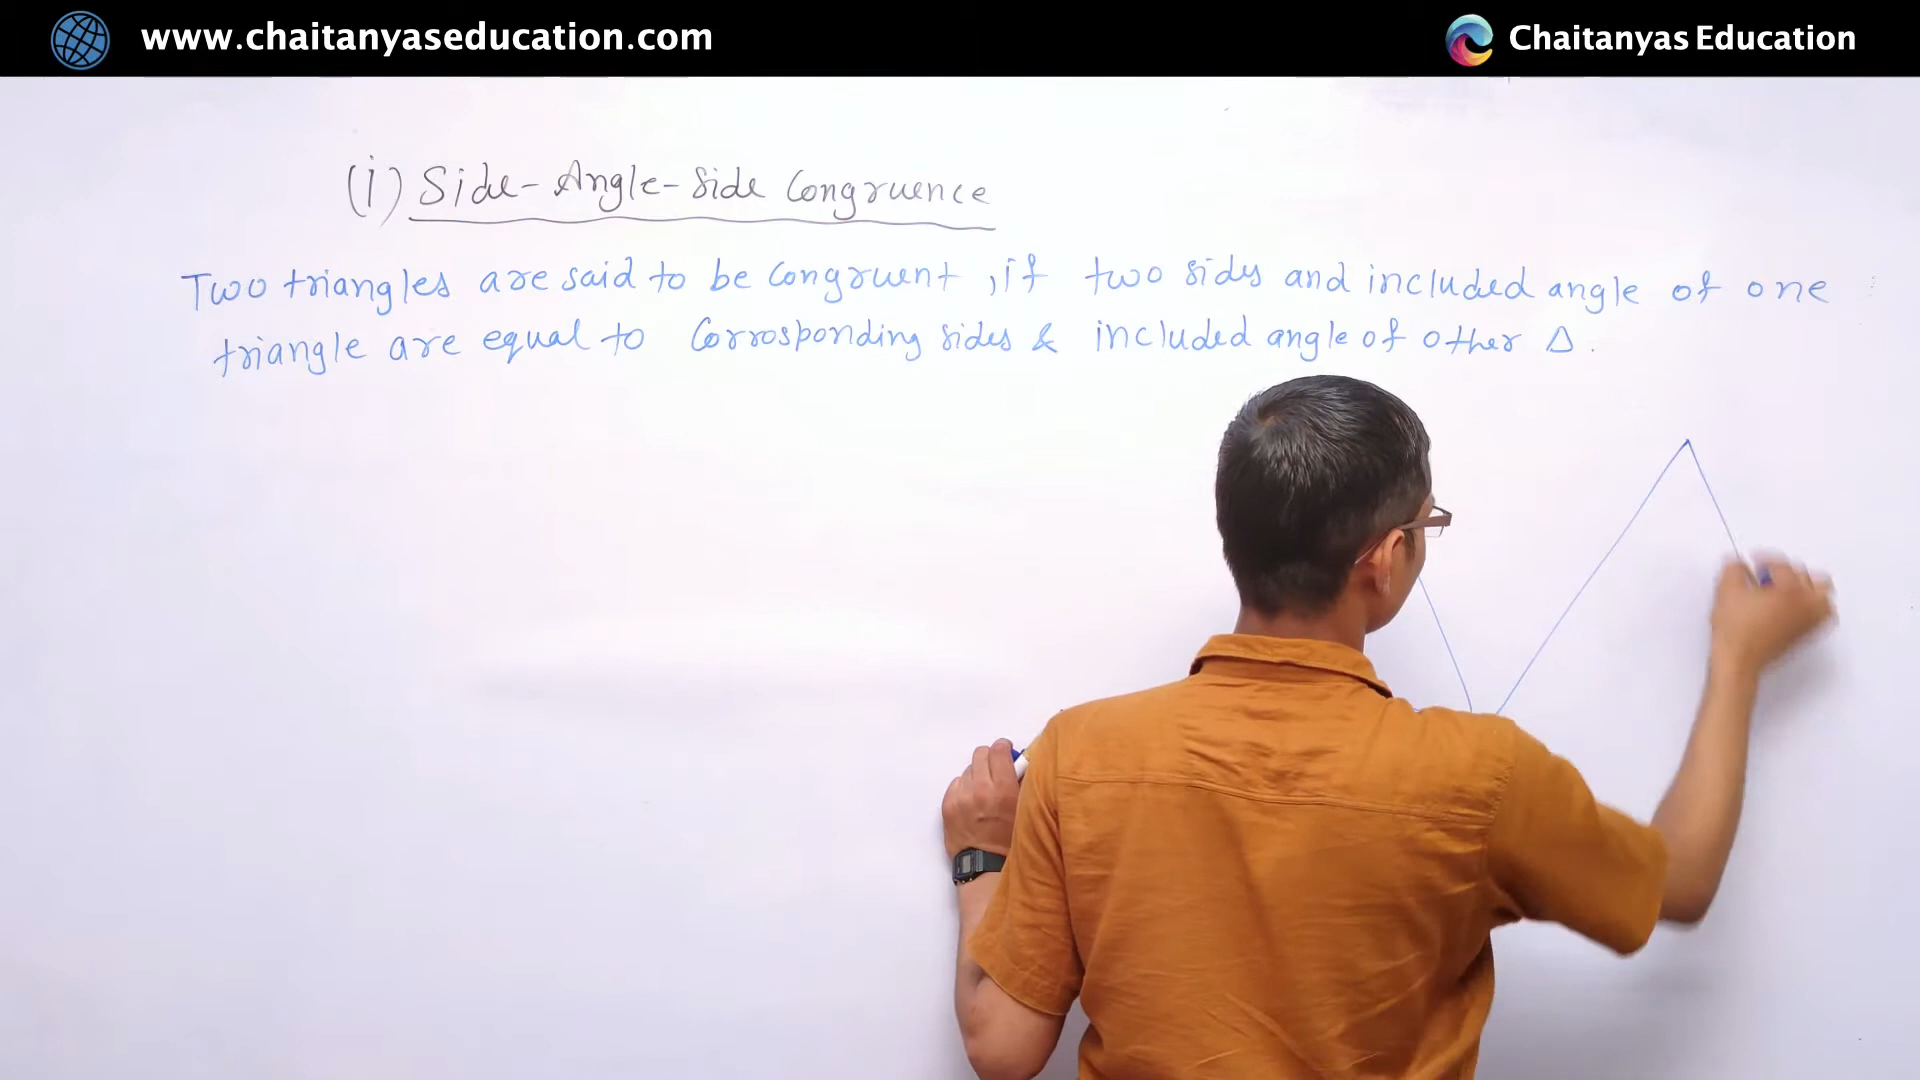 www.chaitanyaseducation.com
Chaitanyas Education
(i) Side-Angle-Side Congruence
Two triangles are said to be congruent, if two sides and included angle of one
triangle are equal to Corrosponding sides & included angle of other Δ.